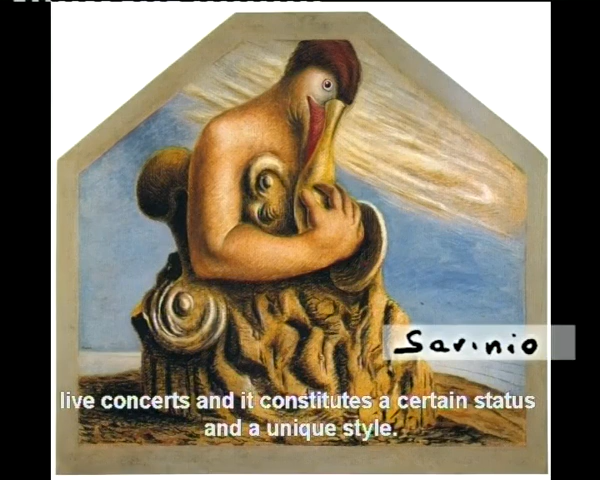 Savinio
live concerts and it constitutes a certain status
and a unique style.